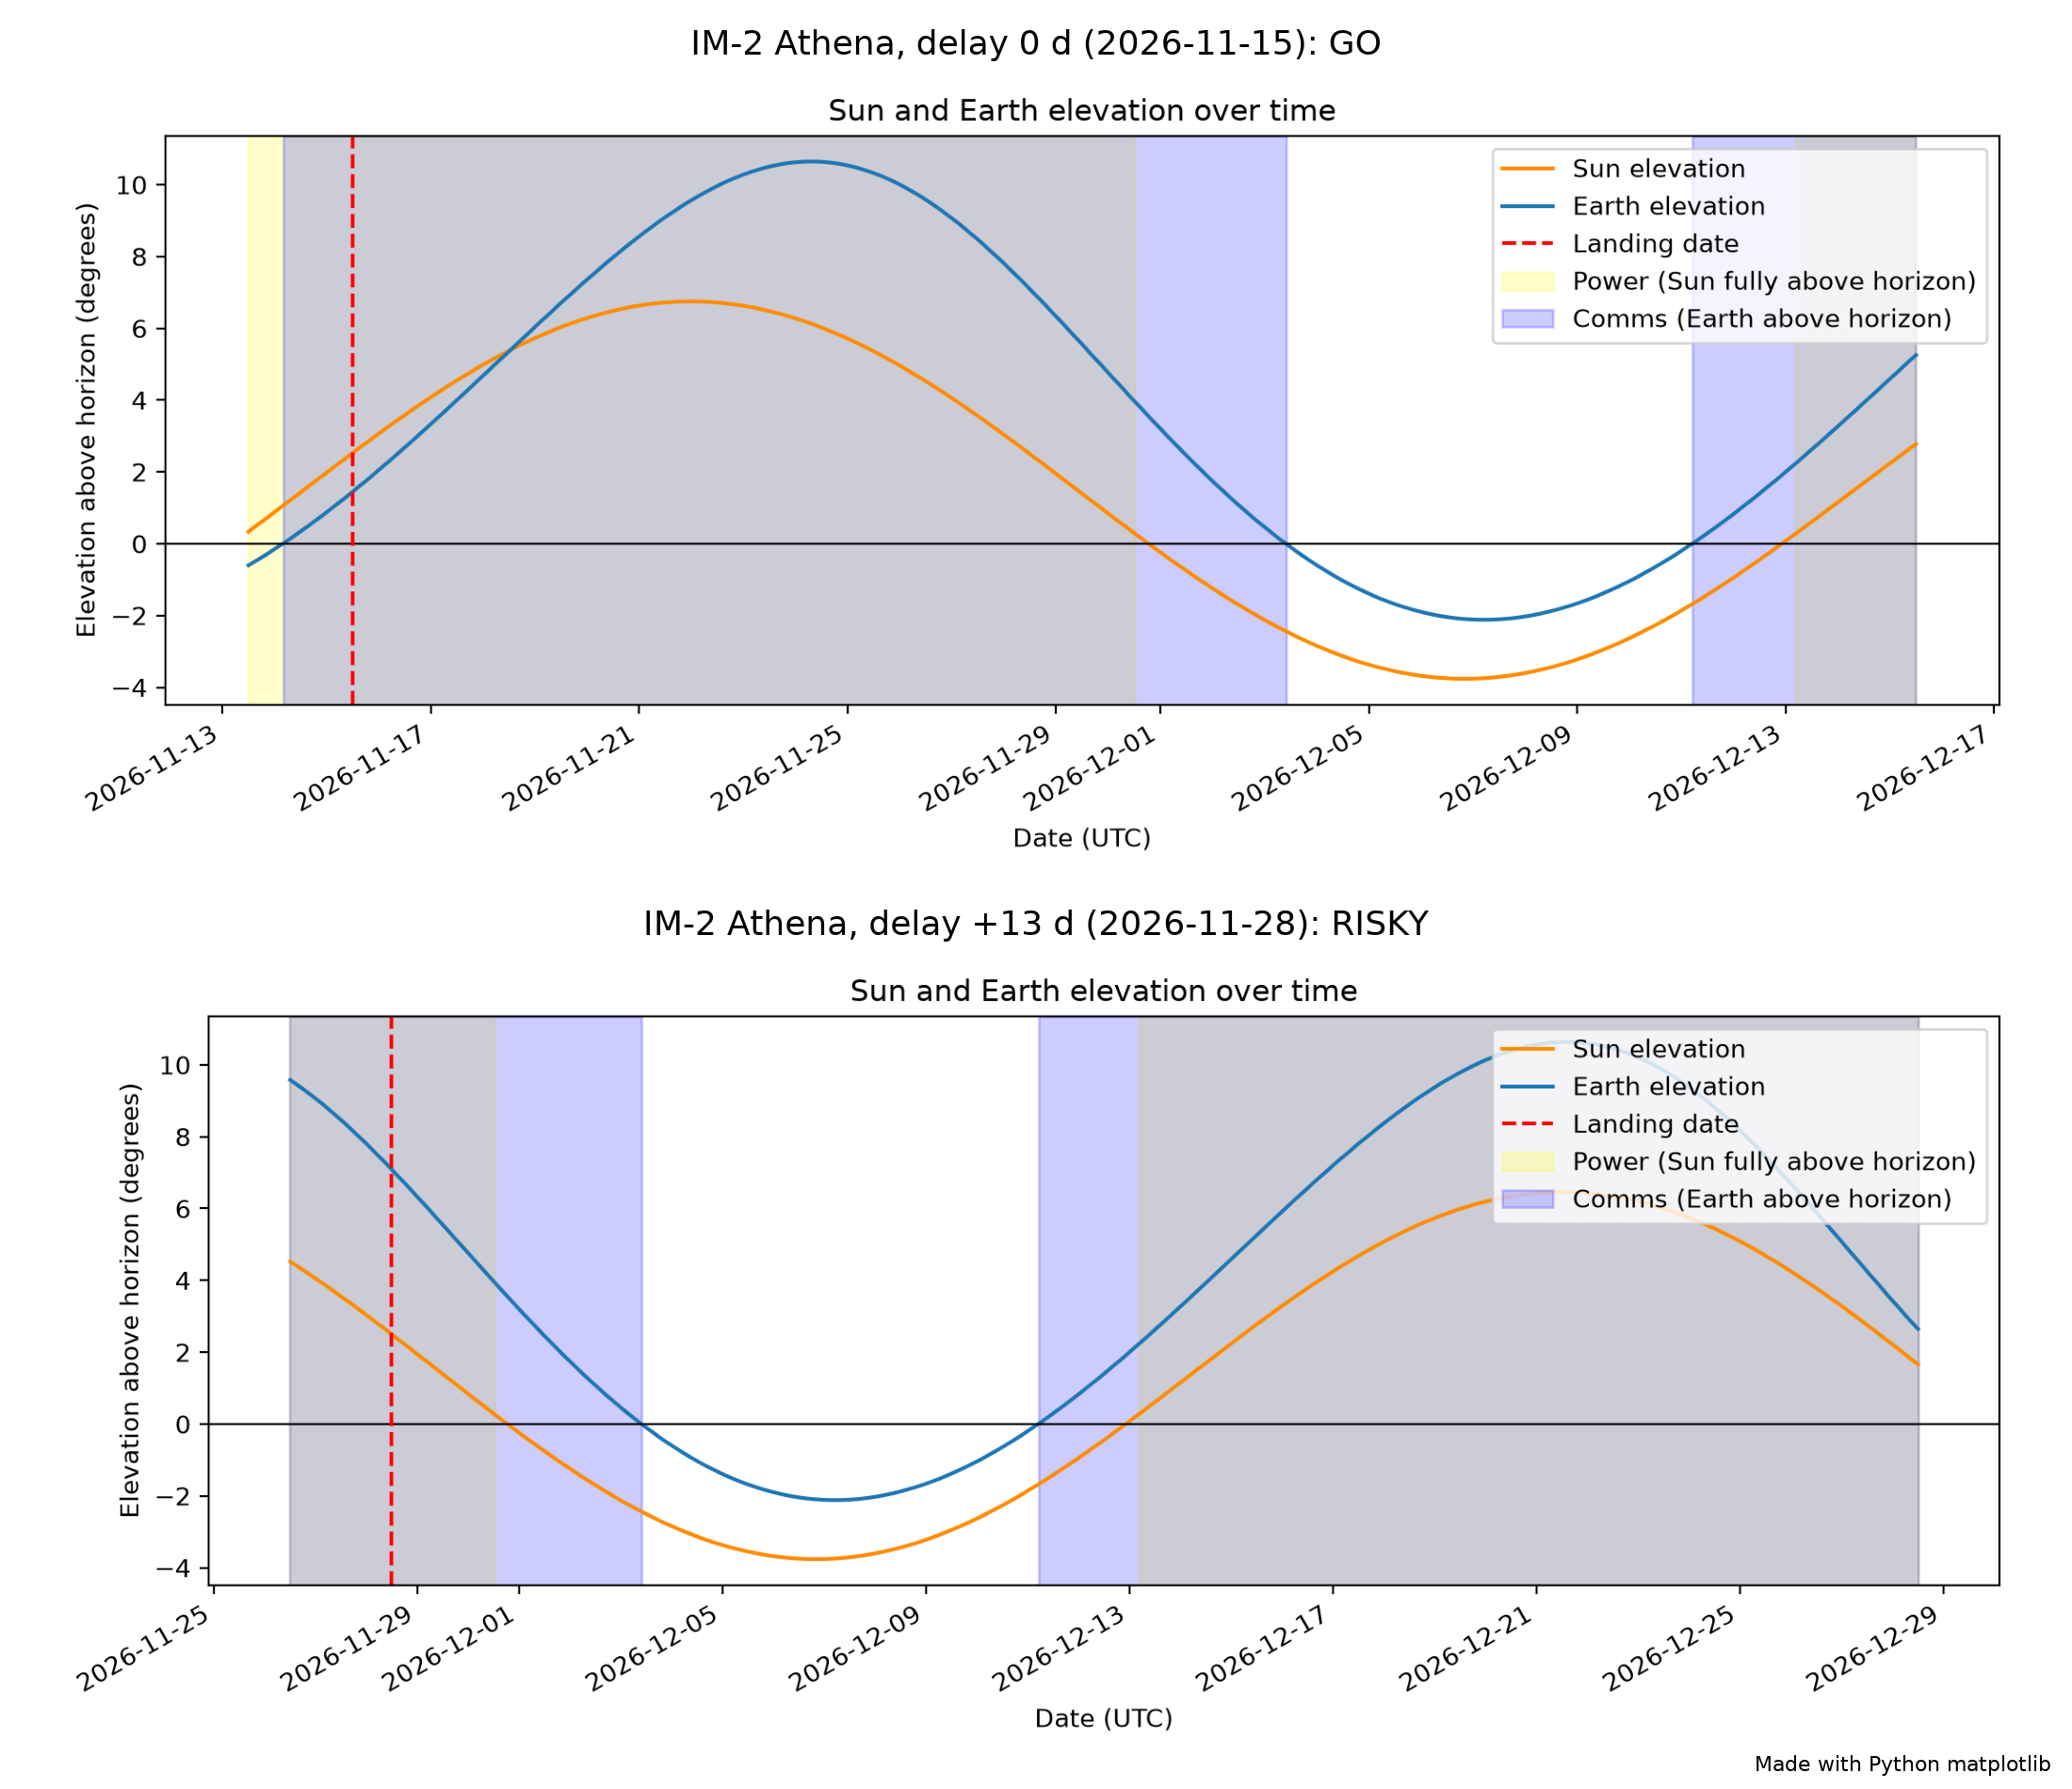 IM-2 Athena, delay 0 d (2026-11-15): GO
Sun and Earth elevation over time
Elevation above horizon (degrees)
10
8
6
4
2
0
−2
−4
Sun elevation
Earth elevation
Landing date
Power (Sun fully above horizon)
Comms (Earth above horizon)
2026-11-13
2026-11-17
2026-11-21
2026-11-25
2026-11-29
2026-12-01
2026-12-05
2026-12-09
2026-12-13
2026-12-17
Date (UTC)
IM-2 Athena, delay +13 d (2026-11-28): RISKY
Sun and Earth elevation over time
Elevation above horizon (degrees)
10
8
6
4
2
0
−2
−4
Sun elevation
Earth elevation
Landing date
Power (Sun fully above horizon)
Comms (Earth above horizon)
2026-11-25
2026-11-29
2026-12-01
2026-12-05
2026-12-09
2026-12-13
2026-12-17
2026-12-21
2026-12-25
2026-12-29
Date (UTC)
Made with Python matplotlib